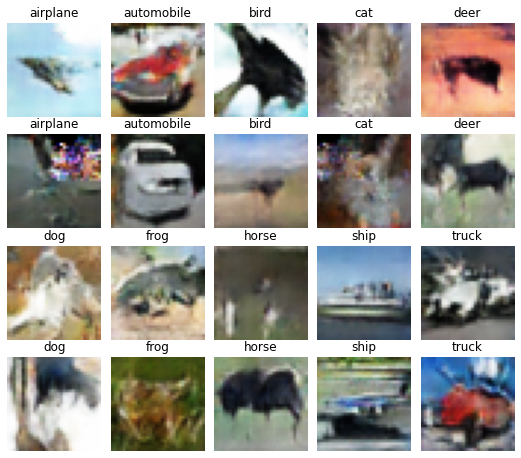 airplane automobile bird cat deer
airplane automobile bird cat deer
dog frog horse ship truck
dog frog horse ship truck